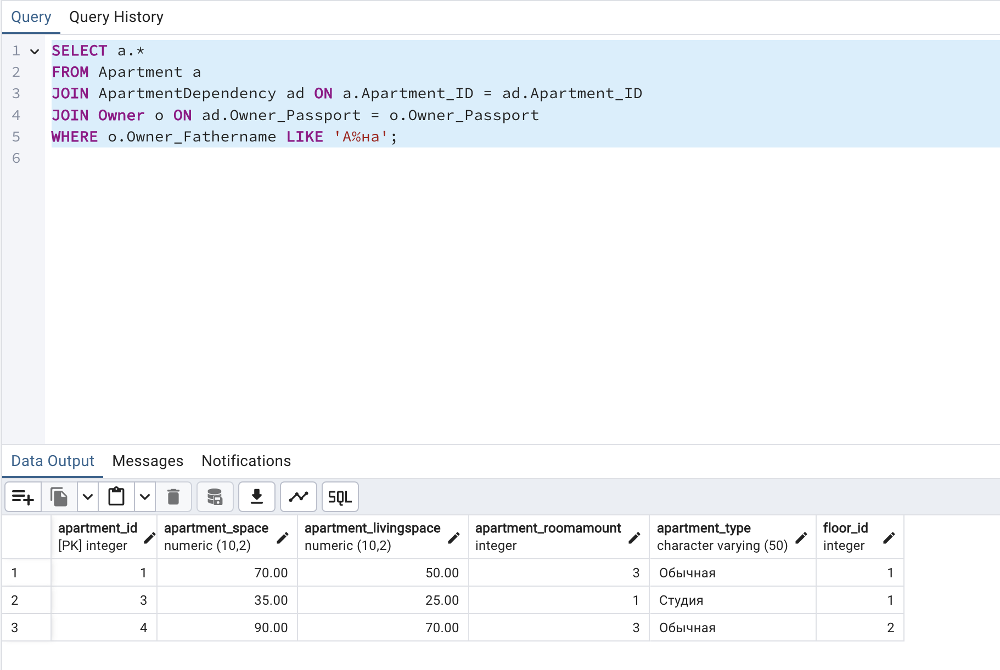 Query Query History
1 SELECT a.*
2 FROM Apartment a
3 JOIN ApartmentDependency ad ON a.Apartment_ID = ad.Apartment_ID
4 JOIN Owner o ON ad.Owner_Passport = o.Owner_Passport
5 WHERE o.Owner_Fathername LIKE 'А%на';
6
Data Output Messages Notifications
SQL
apartment_id apartment_space apartment_livingspace apartment_roomamount apartment_type floor_id
[PK] integer numeric (10,2) numeric (10,2) integer character varying (50) integer
1 1 70.00 50.00 3 Обычная 1
2 3 35.00 25.00 1 Студия 1
3 4 90.00 70.00 3 Обычная 2